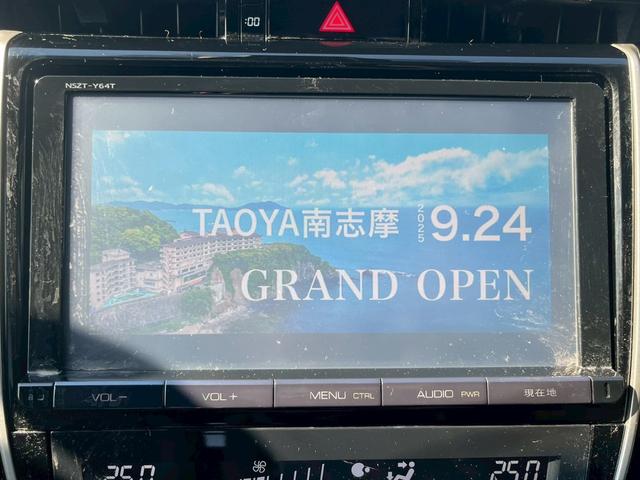 :00
NSZT-Y64T
TAOYA南志摩 2025 9.24
GRAND OPEN
VOL− VOL+ MENU CTRL AUDIO PWR 現在地
25.0 25.0